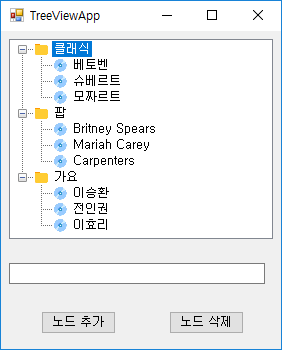 TreeViewApp
클래식
베토벤
슈베르트
모짜르트
팝
Britney Spears
Mariah Carey
Carpenters
가요
이승환
전인권
이효리
노드 추가 노드 삭제